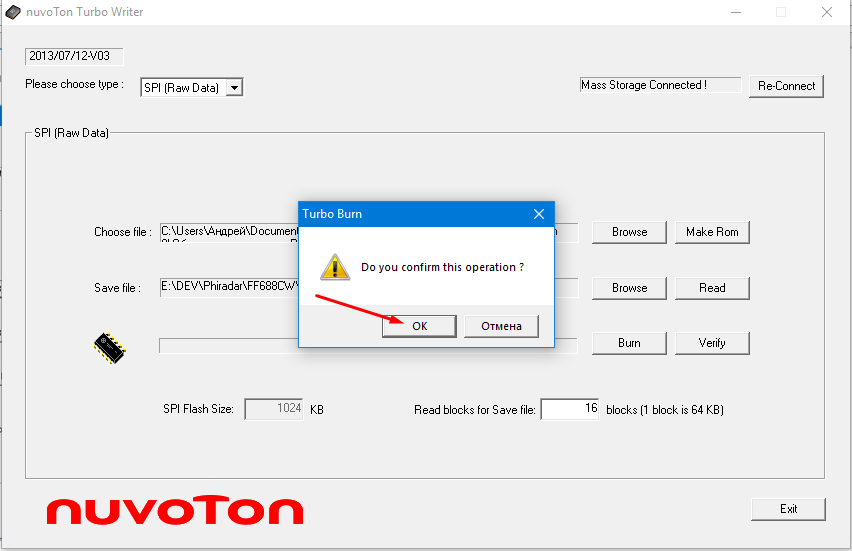 nuvoTon Turbo Writer
2013/07/12-V03
Please choose type :
SPI (Raw Data)
Mass Storage Connected !
Re-Connect
SPI (Raw Data)
Turbo Burn
Do you confirm this operation ?
OK
Отмена
Choose file :
C:\Users\Андрей\Document
Browse
Make Rom
Save file :
E:\DEV\Phiradar\FF688CW\
Browse
Read
Burn
Verify
SPI Flash Size:
1024
KB
Read blocks for Save file:
16
blocks (1 block is 64 KB)
nuvoTon
Exit